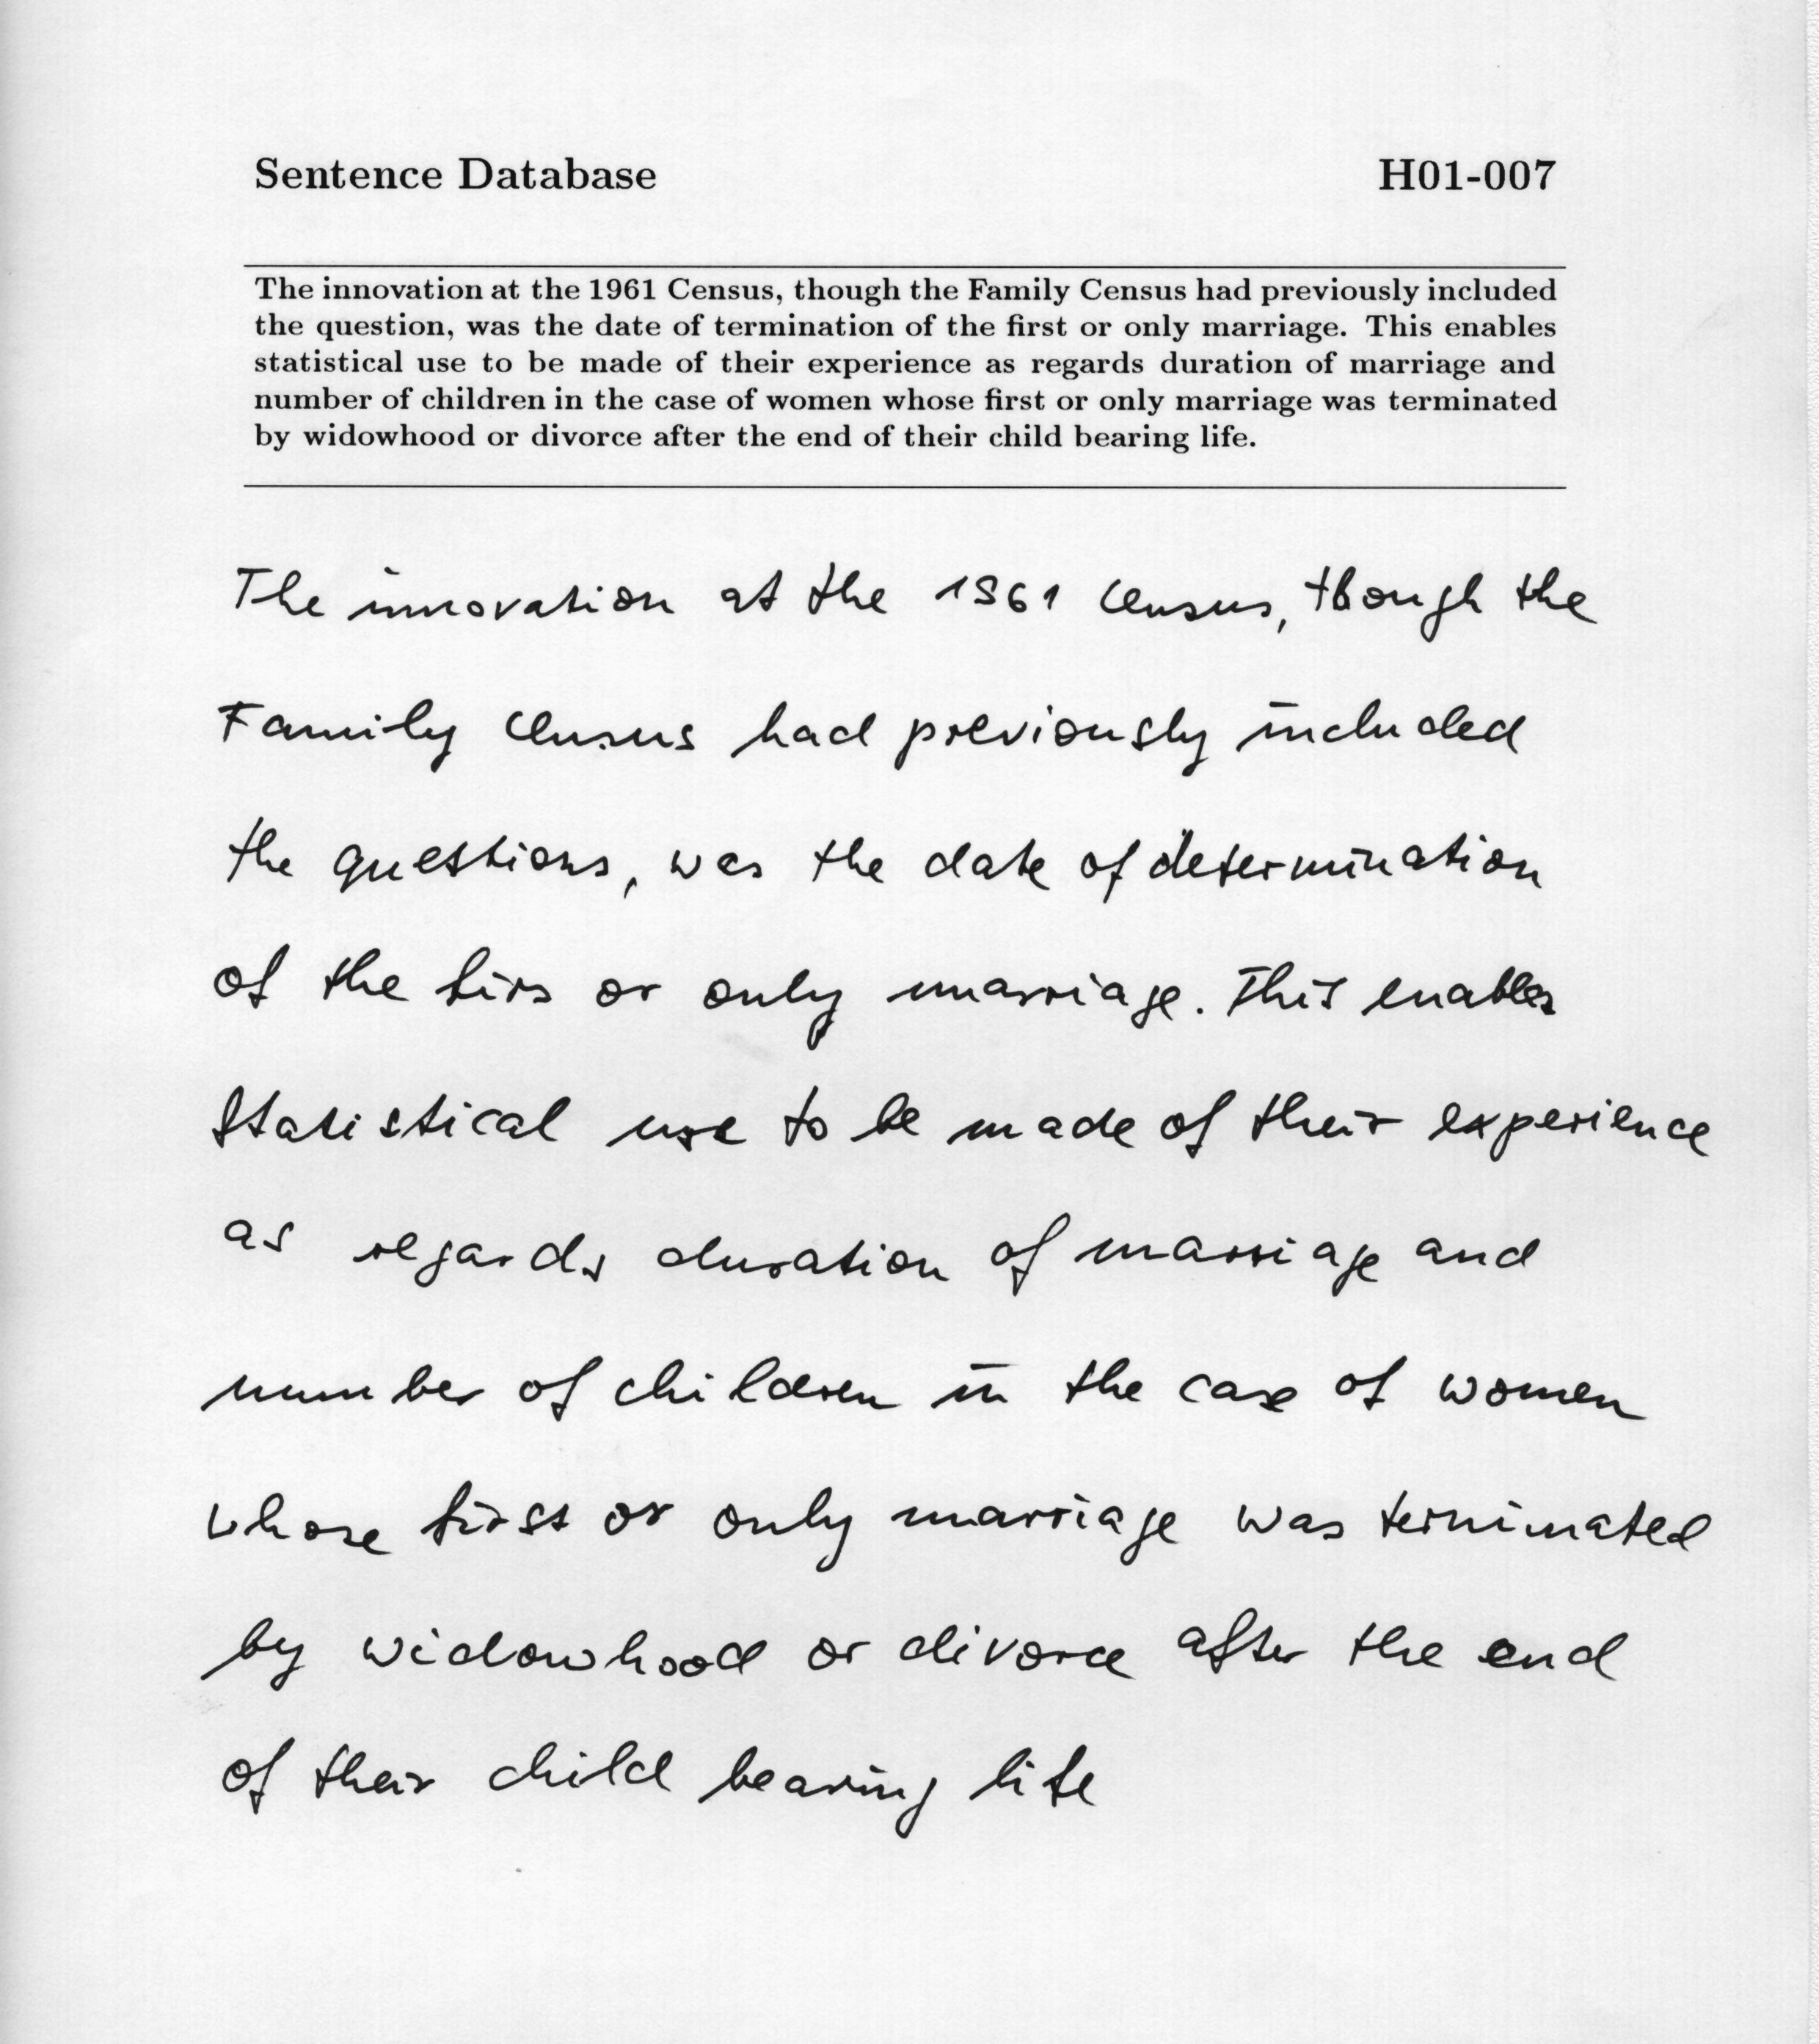 Sentence Database H01-007
The innovation at the 1961 Census, though the Family Census had previously included
the question, was the date of termination of the first or only marriage. This enables
statistical use to be made of their experience as regards duration of marriage and
number of children in the case of women whose first or only marriage was terminated
by widowhood or divorce after the end of their child bearing life.
The innovation at the 1961 Census, though the
Family Census had previously included
the questions, was the date of determination
of the firs or only marriage. This enables
statistical use to be made of their experience
as regards duration of marriage and
number of children in the case of women
whose first or only marriage was terminated
by widowhood or divorce after the end
of their child bearing life